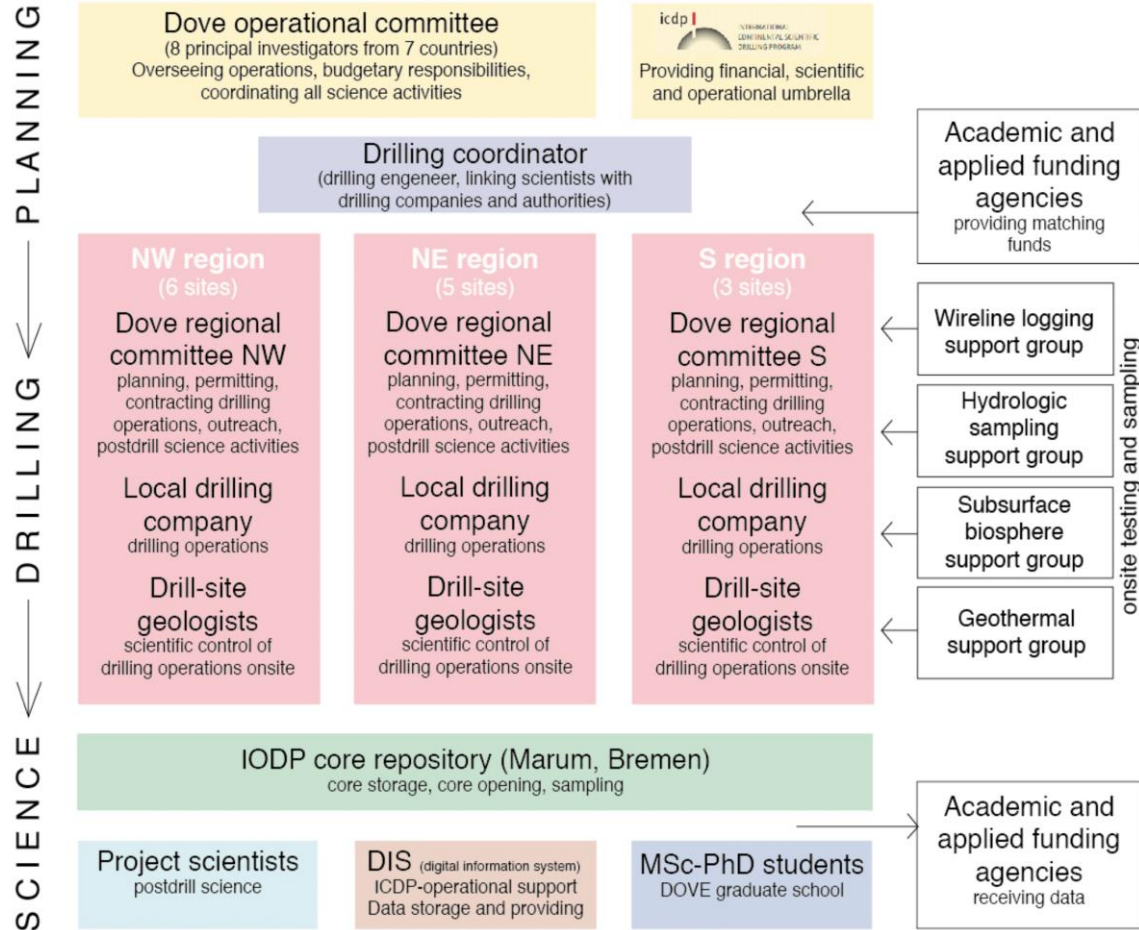 PLANNING
DRILLING
SCIENCE
Dove operational committee
(8 principal investigators from 7 countries)
Overseeing operations, budgetary responsibilities,
coordinating all science activities
icdp
INTERNATIONAL
CONTINENTAL SCIENTIFIC
DRILLING PROGRAM
Providing financial, scientific
and operational umbrella
Drilling coordinator
(drilling engeneer, linking scientists with
drilling companies and authorities)
Academic and
applied funding
agencies
providing matching
funds
NW region
(6 sites)
Dove regional
committee NW
planning, permitting,
contracting drilling
operations, outreach,
postdrill science activities
Local drilling
company
drilling operations
Drill-site
geologists
scientific control of
drilling operations onsite
NE region
(5 sites)
Dove regional
committee NE
planning, permitting,
contracting drilling
operations, outreach,
postdrill science activities
Local drilling
company
drilling operations
Drill-site
geologists
scientific control of
drilling operations onsite
S region
(3 sites)
Dove regional
committee S
planning, permitting,
contracting drilling
operations, outreach,
postdrill science activities
Local drilling
company
drilling operations
Drill-site
geologists
scientific control of
drilling operations onsite
Wireline logging
support group
Hydrologic
sampling
support group
Subsurface
biosphere
support group
Geothermal
support group
onsite testing and sampling
IODP core repository (Marum, Bremen)
core storage, core opening, sampling
Project scientists
postdrill science
DIS (digital information system)
ICDP-operational support
Data storage and providing
MSc-PhD students
DOVE graduate school
Academic and
applied funding
agencies
receiving data